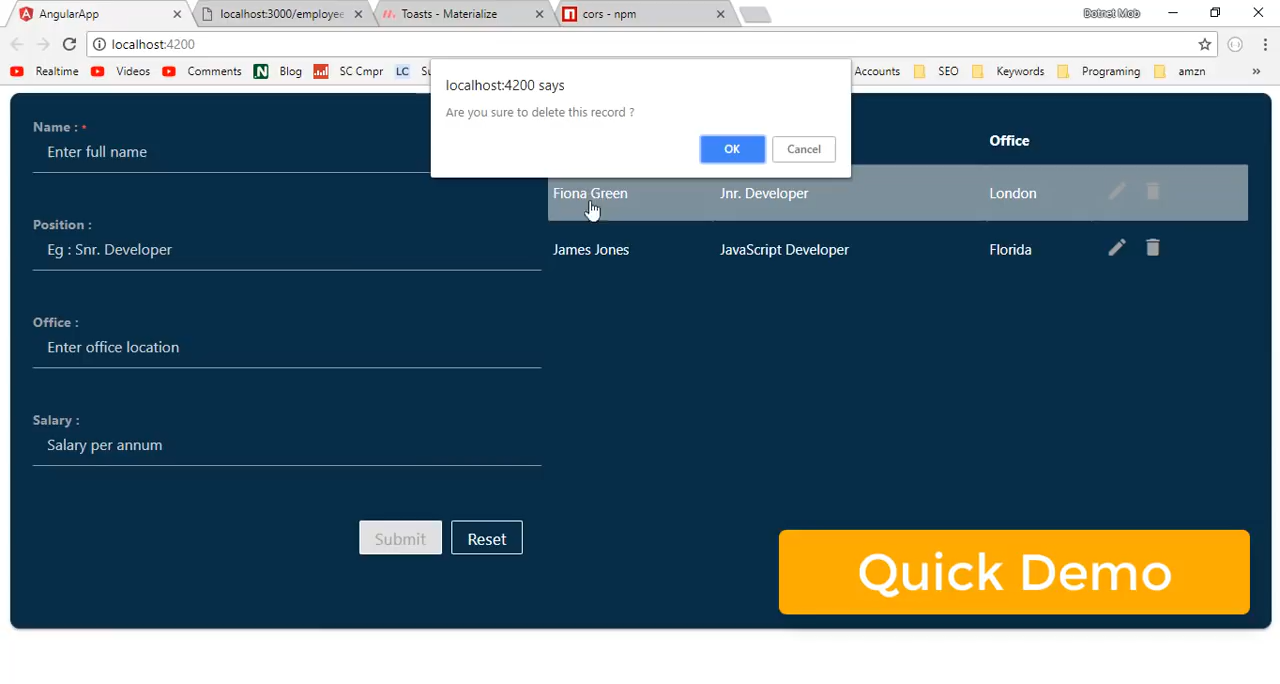 AngularApp
localhost:3000/employee
Toasts - Materialize
cors - npm
Dotnet Mob
localhost:4200
Realtime
Videos
Comments
N
Blog
SC Cmpr
LC
Accounts
SEO
Keywords
Programing
amzn
»
localhost:4200 says
Are you sure to delete this record ?
OK
Cancel
Name : *
Enter full name
Position :
Eg : Snr. Developer
Office :
Enter office location
Salary :
Salary per annum
Submit
Reset
Office
Fiona Green Jnr. Developer London
James Jones JavaScript Developer Florida
Quick Demo